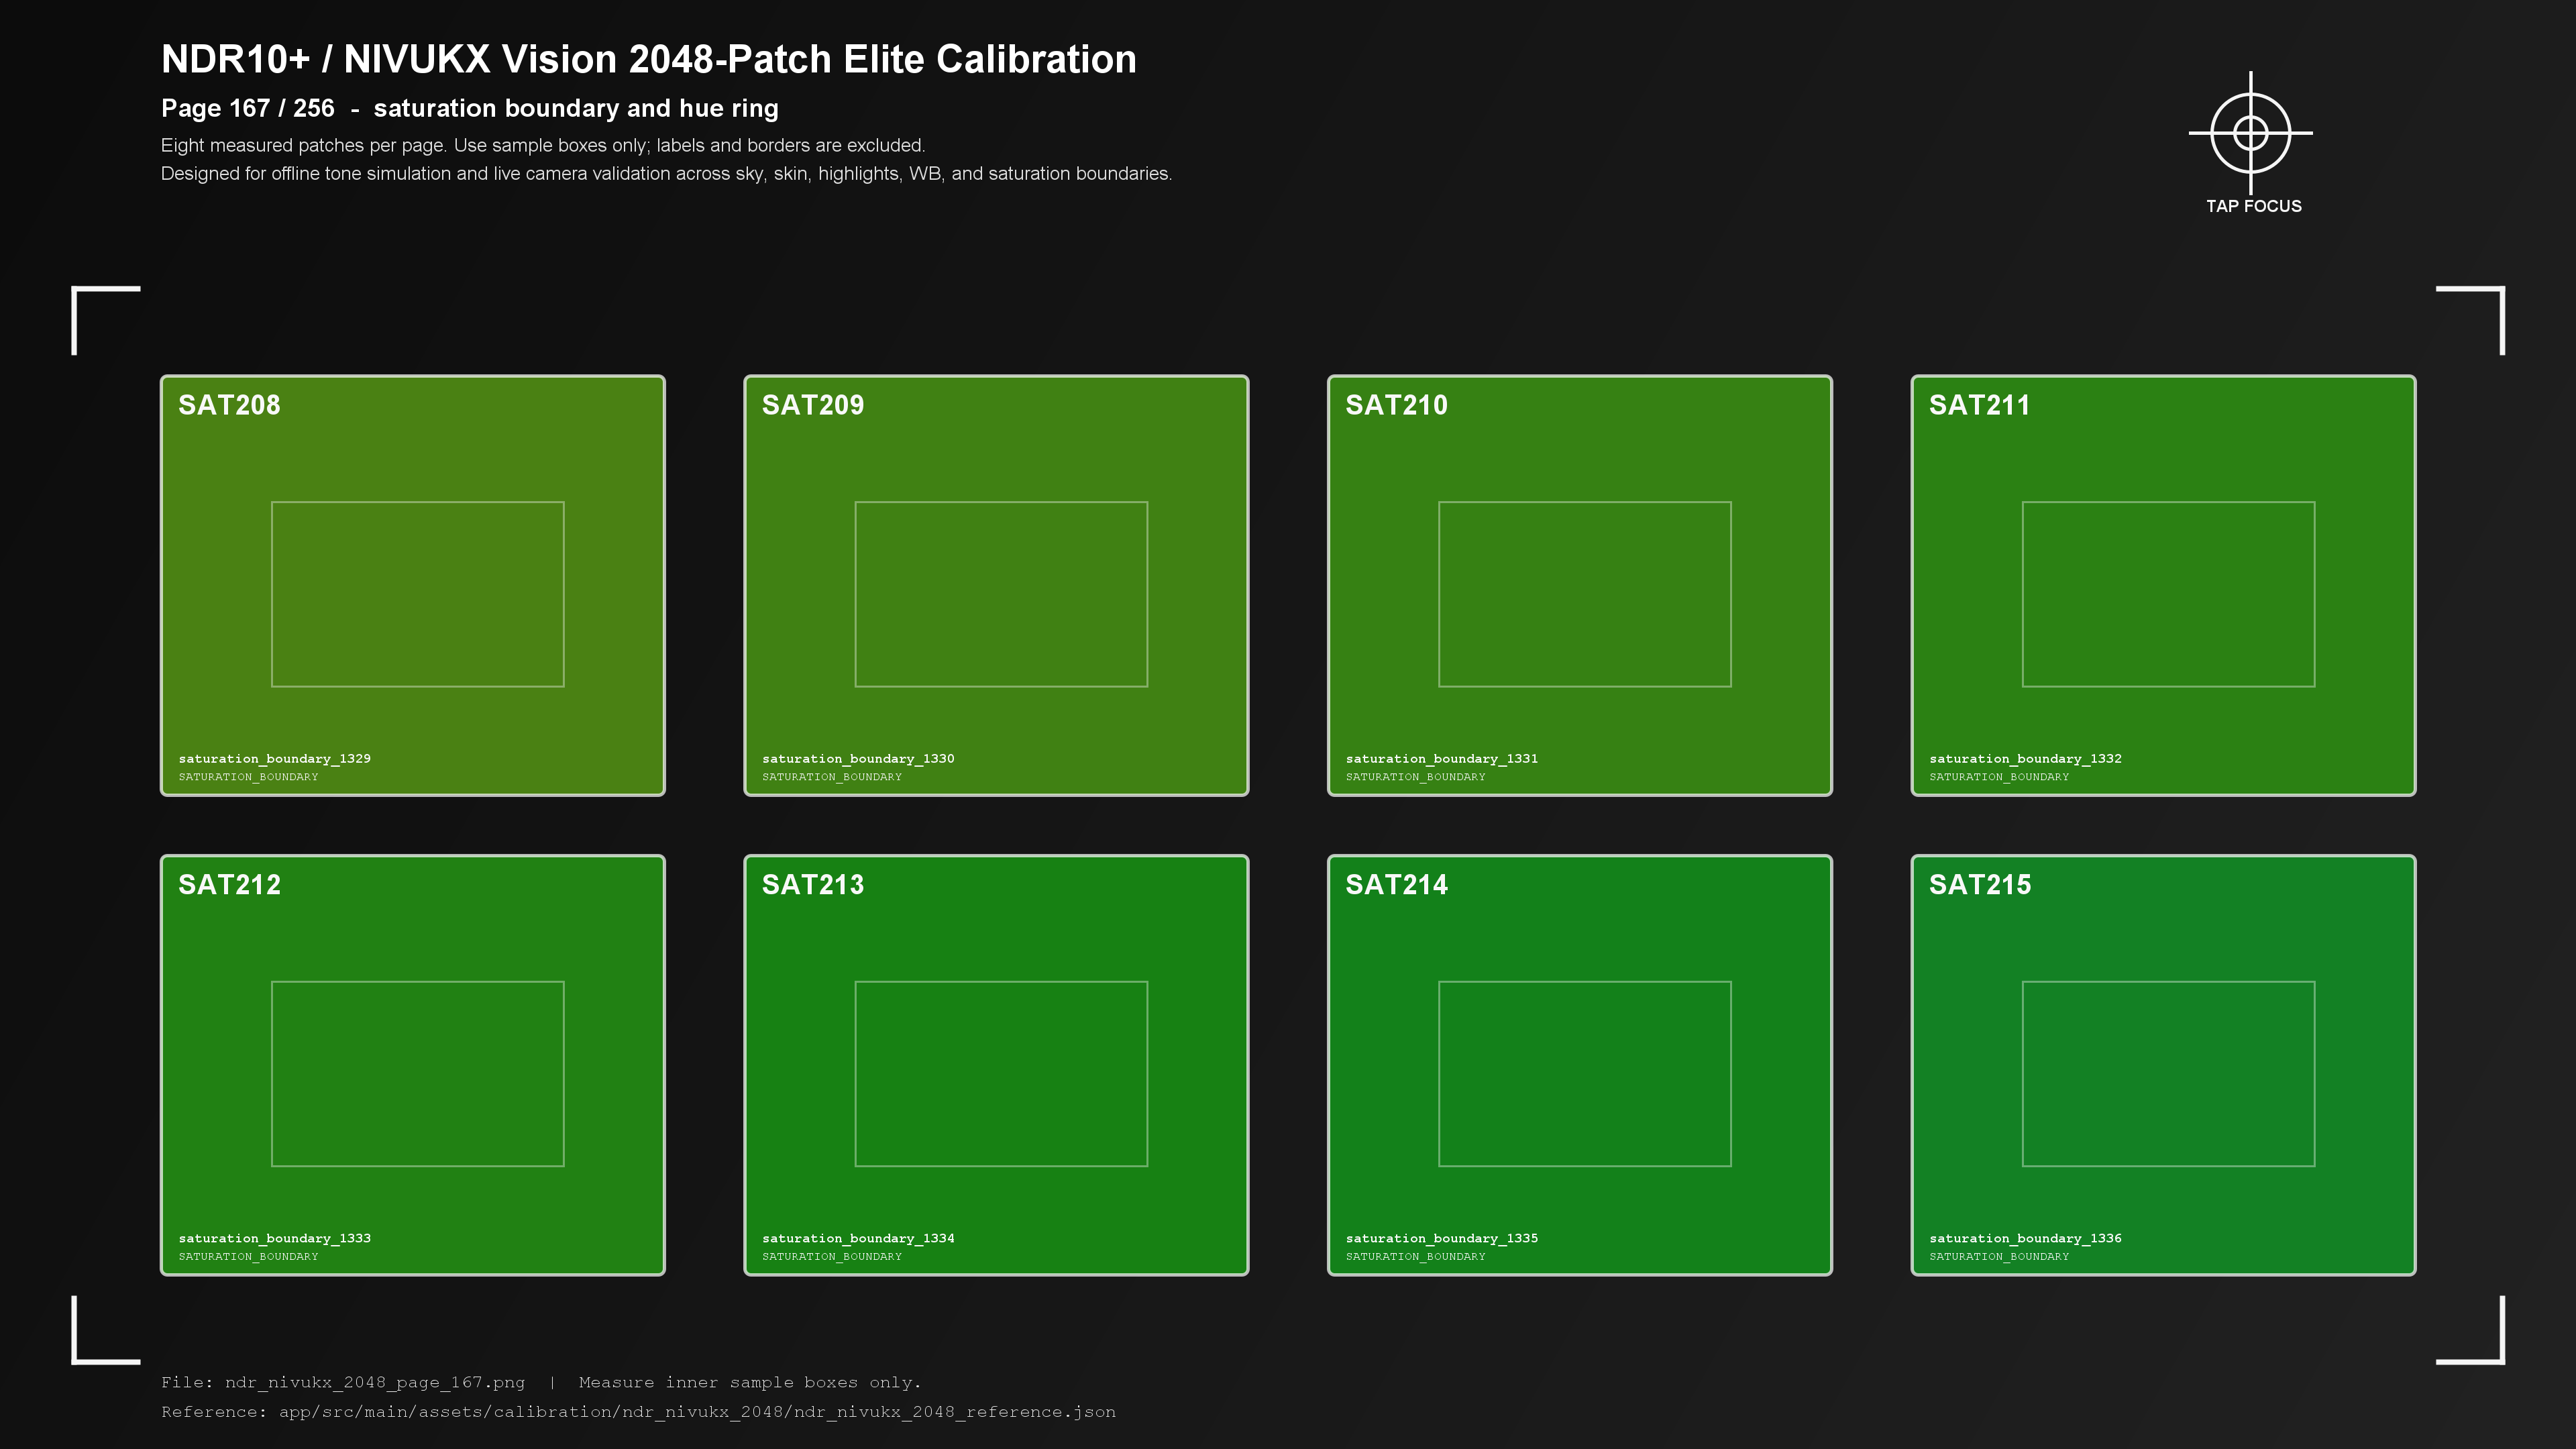 NDR10+ / NIVUKX Vision 2048-Patch Elite Calibration
Page 167 / 256 - saturation boundary and hue ring
Eight measured patches per page. Use sample boxes only; labels and borders are excluded.
Designed for offline tone simulation and live camera validation across sky, skin, highlights, WB, and saturation boundaries.
TAP FOCUS
SAT208
saturation_boundary_1329
SATURATION_BOUNDARY
SAT209
saturation_boundary_1330
SATURATION_BOUNDARY
SAT210
saturation_boundary_1331
SATURATION_BOUNDARY
SAT211
saturation_boundary_1332
SATURATION_BOUNDARY
SAT212
saturation_boundary_1333
SATURATION_BOUNDARY
SAT213
saturation_boundary_1334
SATURATION_BOUNDARY
SAT214
saturation_boundary_1335
SATURATION_BOUNDARY
SAT215
saturation_boundary_1336
SATURATION_BOUNDARY
File: ndr_nivukx_2048_page_167.png | Measure inner sample boxes only.
Reference: app/src/main/assets/calibration/ndr_nivukx_2048/ndr_nivukx_2048_reference.json